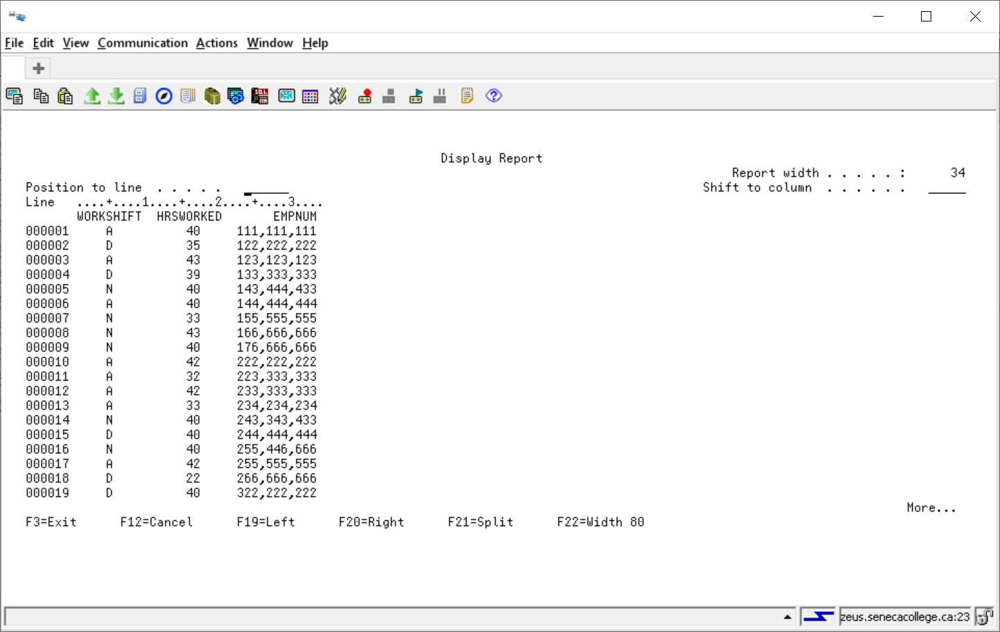 File Edit View Communication Actions Window Help
Display Report
Report width . . . . . : 34
Position to line . . . . . Shift to column . . . . . .
Line ....+....1....+....2....+....3....
WORKSHIFT HRSWORKED EMPNUM
000001 A 40 111,111,111
000002 D 35 122,222,222
000003 A 43 123,123,123
000004 D 39 133,333,333
000005 N 40 143,444,433
000006 A 40 144,444,444
000007 N 33 155,555,555
000008 N 43 166,666,666
000009 N 40 176,666,666
000010 A 42 222,222,222
000011 A 32 223,333,333
000012 A 42 233,333,333
000013 A 33 234,234,234
000014 N 40 243,343,433
000015 D 40 244,444,444
000016 N 40 255,446,666
000017 A 42 255,555,555
000018 D 22 266,666,666
000019 D 40 322,222,222
More...
F3=Exit F12=Cancel F19=Left F20=Right F21=Split F22=Width 80
zeus.senecacollege.ca:23